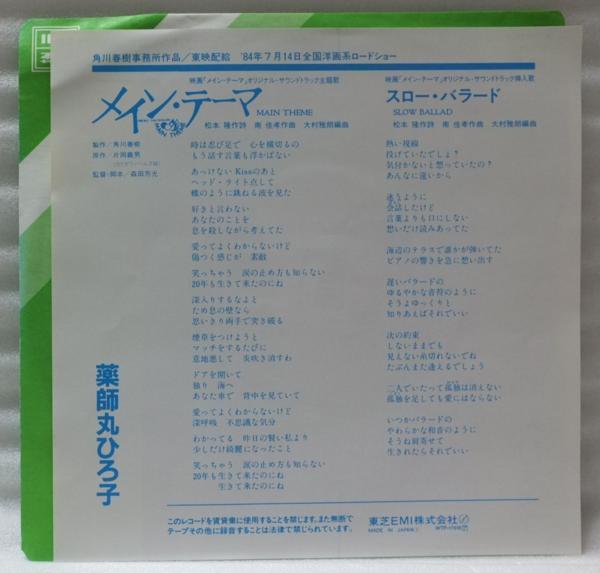 角川春樹事務所作品/東映配給 '84年7月14日全国洋画系ロードショー
映画「メイン・テーマ」オリジナル・サウンドトラック主題歌
メイン・テーマ
MAIN THEME
松本 隆作詩 南 佳孝作曲 大村雅朗編曲
製作/角川春樹
原作/片岡義男
監督・脚本/森田芳光
時は忍び足で 心を横切るの
もう話す言葉も浮かばない
あっけないKissのあと
ヘッド・ライト点して
蝶のように跳ねる波を見た
好きと言わない
あなたのことを
息を殺しながら考えてた
愛ってよくわからないけど
傷つく感じが 素敵
笑っちゃう 涙の止め方も知らない
20年も生きて来たのにね
深入りするなよと
ため息の壁なら
思いきり両手で突き破る
煙草をつけようと
マッチをするたびに
意地悪して 炎吹き消すわ
ドアを開いて
独り 海へ
あなた車で 背中を見ていて
愛ってよくわからないけど
深呼吸 不思議な気分
わかってる 昨日の賢い私より
少しだけ綺麗になったこと
笑っちゃう 涙の止め方も知らない
20年も生きて来たのにね
生きて来たのにね
映画「メイン・テーマ」オリジナル・サウンドトラック挿入歌
スロー・バラード
SLOW BALLAD
松本 隆作詩 南 佳孝作曲 大村雅朗編曲
熱い視線
投げていたでしょ?
気付かないと想っていたの?
あんなに遠いから
迷うように
会話したけど
言葉よりも口にしない
想いだけ読みあってた
海辺のテラスで誰かが弾いてた
ピアノの響きを急に想い出す
遅いバラードの
ゆるやかな音符のように
そうよゆっくりと
知りあえばそれでいい
次の約束
しないままでも
見えない糸切れないでね
たぶんまた逢えるでしょう
二人でいたって孤独は消えない
孤独を足しても愛にはならない
いつかバラードの
やわらかな和音のように
そうね肩寄せて
生きれたらそれでいい
薬師丸ひろ子
このレコードを賃貸業に使用することを禁じます。また無断で
テープその他に録音することは法律で禁じられています。
東芝EMI株式会社
MADE IN JAPAN